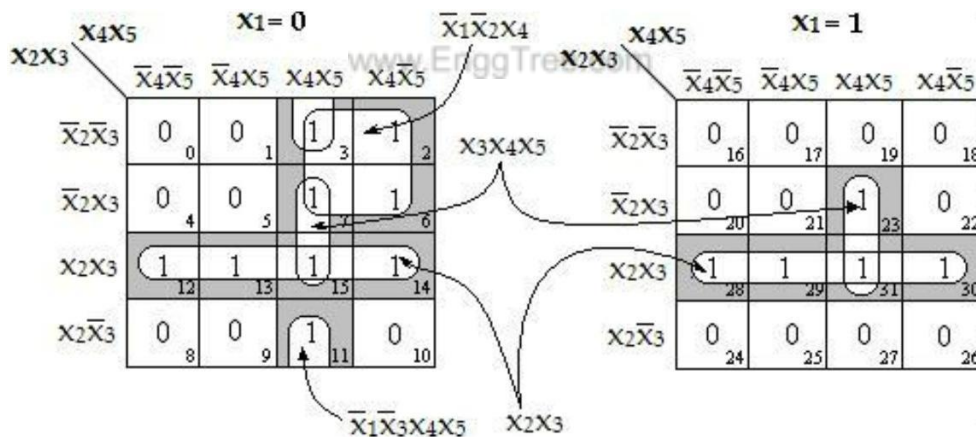 x1= 0
x̄1x̄2x4
x1= 1
x4x5
x4x5
x2x3
www.EnggTree.com
x2x3
x̄4x̄5 x̄4x5 x4x5 x4x̄5
x̄4x̄5 x̄4x5 x4x5 x4x̄5
x̄2x̄3 0 0 1 1
0 1 3 2
x3x4x5
x̄2x̄3 0 0 0 0
16 17 19 18
x̄2x3 0 0 1 1
4 5 7 6
x̄2x3 0 0 1 0
20 21 23 22
x2x3 1 1 1 1
12 13 15 14
x2x3 1 1 1 1
28 29 31 30
x2x̄3 0 0 1 0
8 9 11 10
x2x̄3 0 0 0 0
24 25 27 26
x̄1x̄3x4x5
x2x3